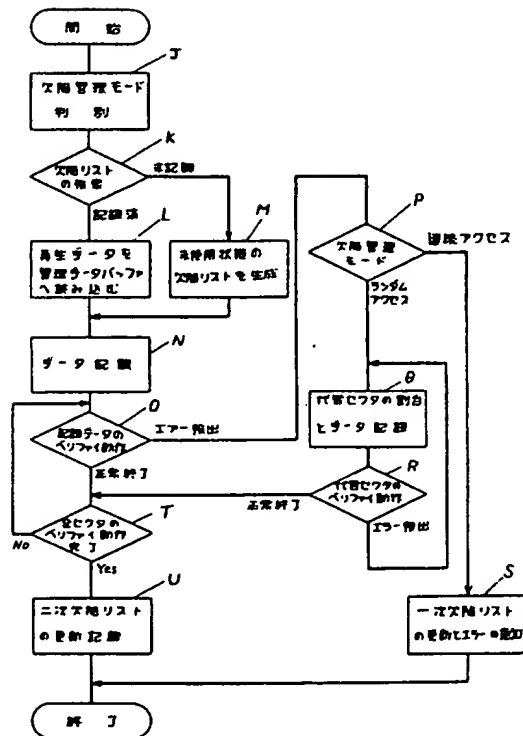 開始
J
欠陥管理モード
判別
K
欠陥リスト
の検索
未記録
記録済
L
再生データを
管理データバッファ
へ読み込む
M
未使用状態の
欠陥リストを生成
N
データ記録
O
記録データの
ベリファイ動作
エラー検出
正常終了
P
欠陥管理
モード
連続アクセス
ランダム
アクセス
Q
代替セクタの割当
とデータ記録
R
代替セクタの
ベリファイ動作
正常終了
エラー検出
T
全セクタの
ベリファイ動作
完了
No
Yes
U
二次欠陥リスト
の更新記録
S
一次欠陥リスト
の更新とエラーの通知
終了